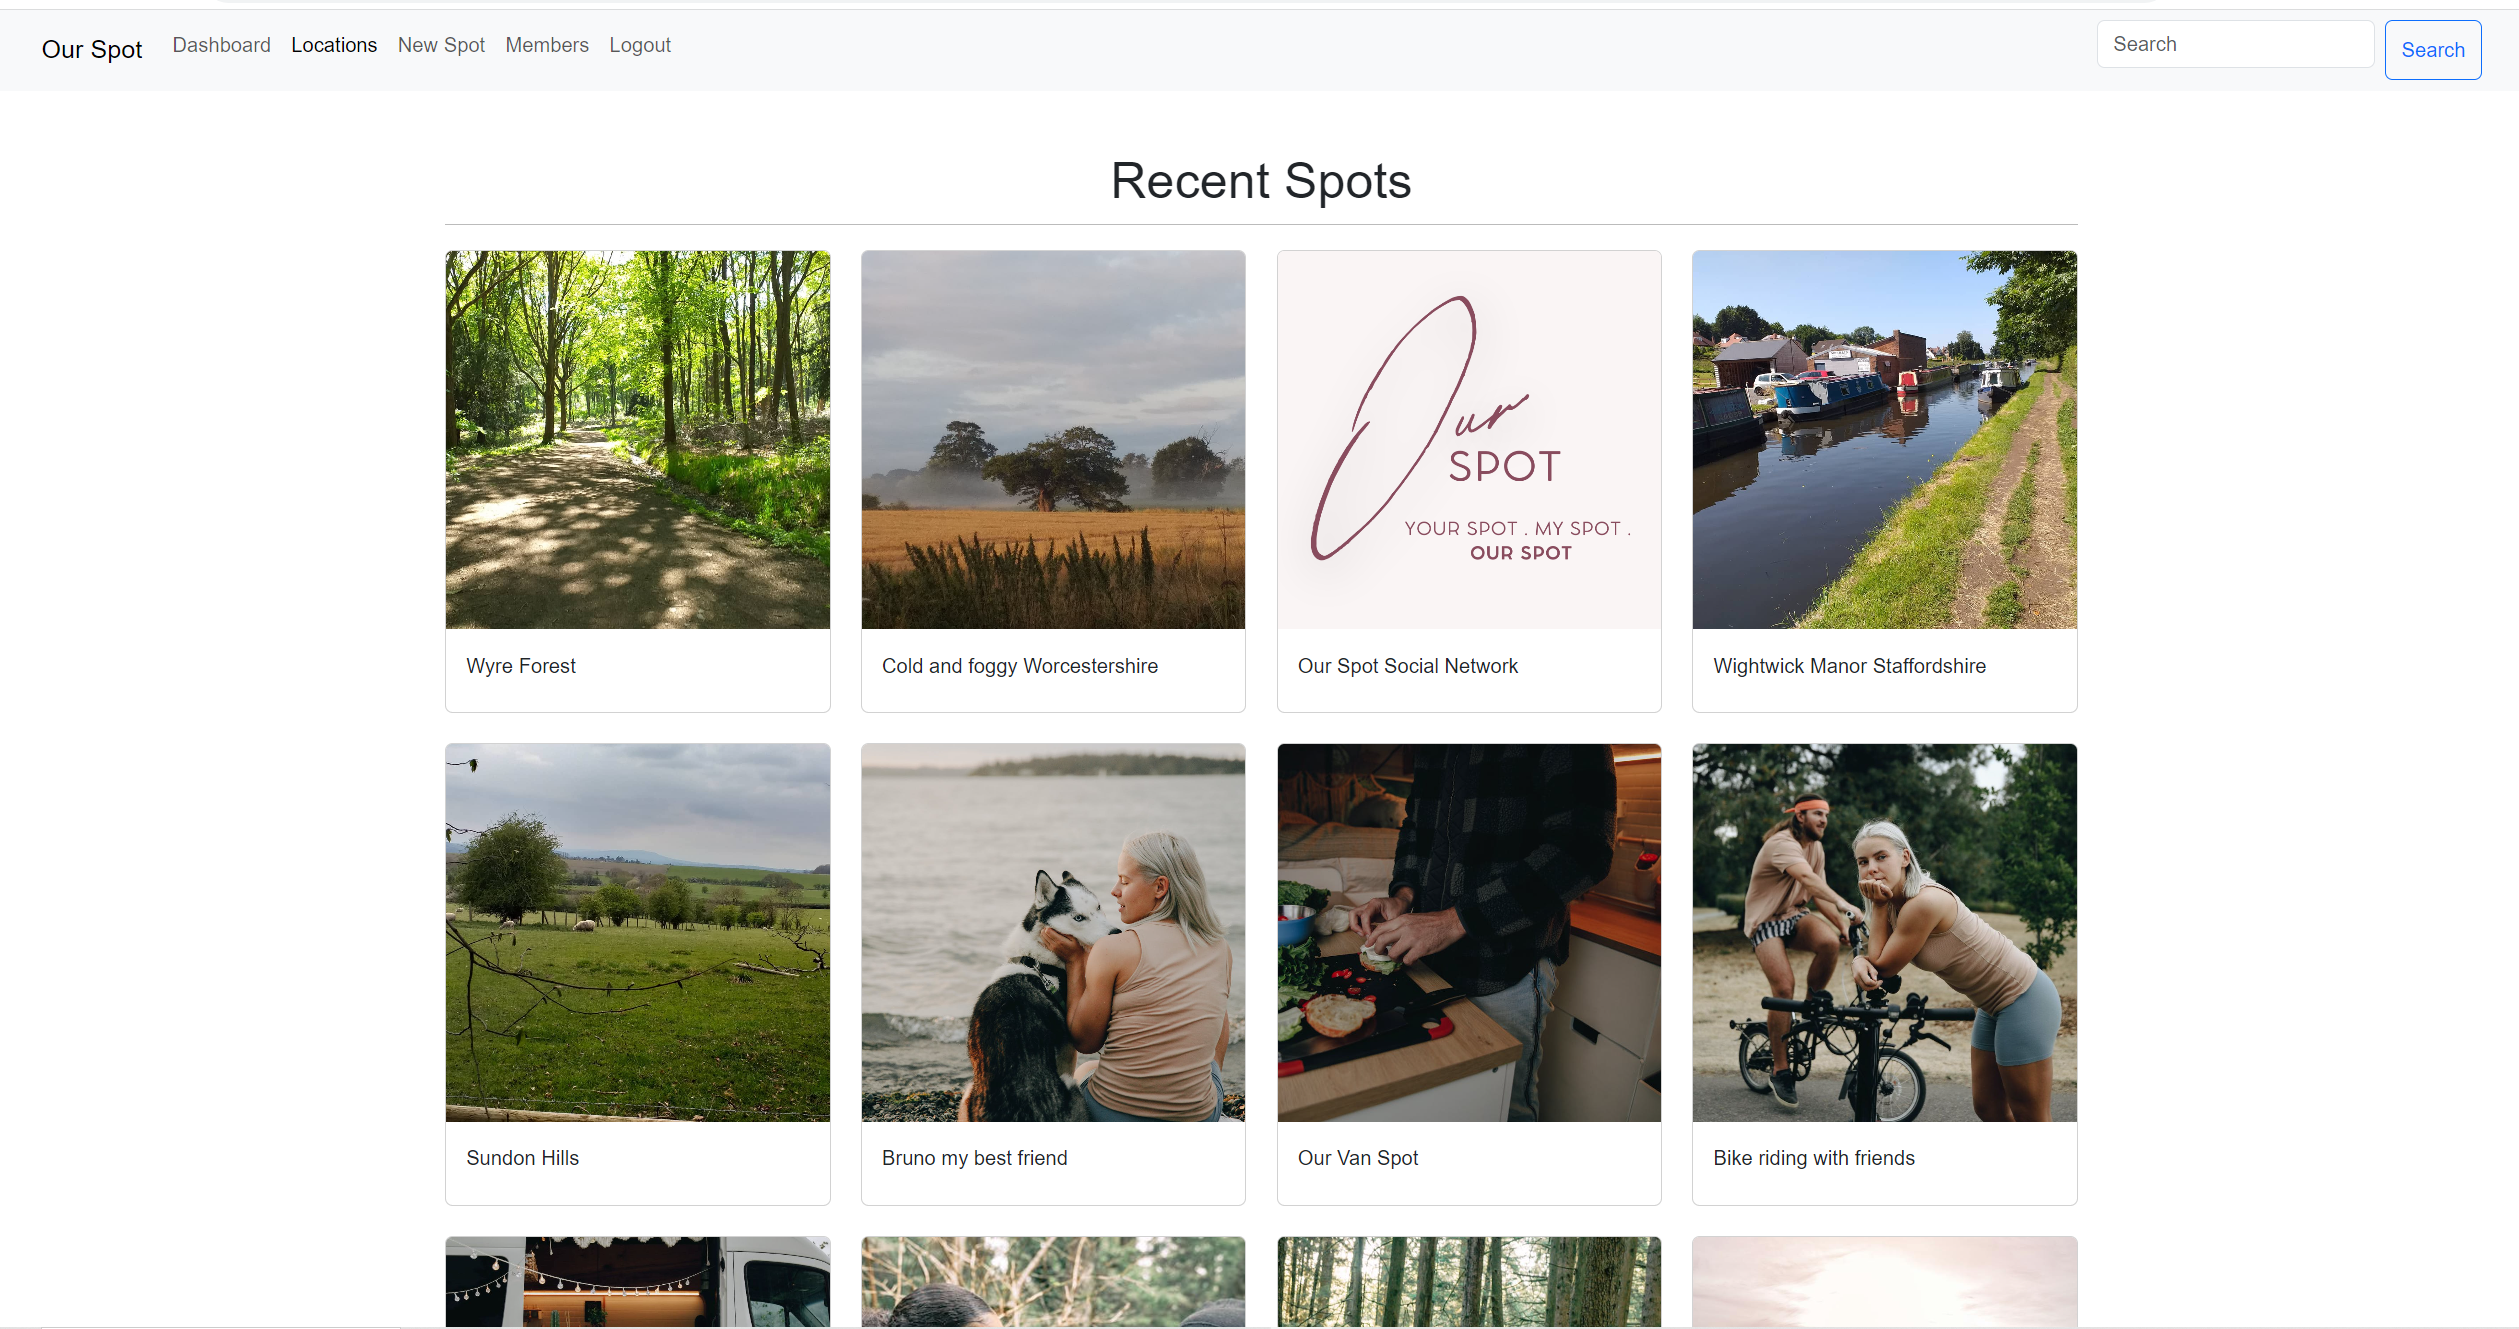 Our Spot Dashboard Locations New Spot Members Logout Search Search
Recent Spots
Our
SPOT
YOUR SPOT . MY SPOT .
OUR SPOT
Wyre Forest
Cold and foggy Worcestershire
Our Spot Social Network
Wightwick Manor Staffordshire
Sundon Hills
Bruno my best friend
Our Van Spot
Bike riding with friends